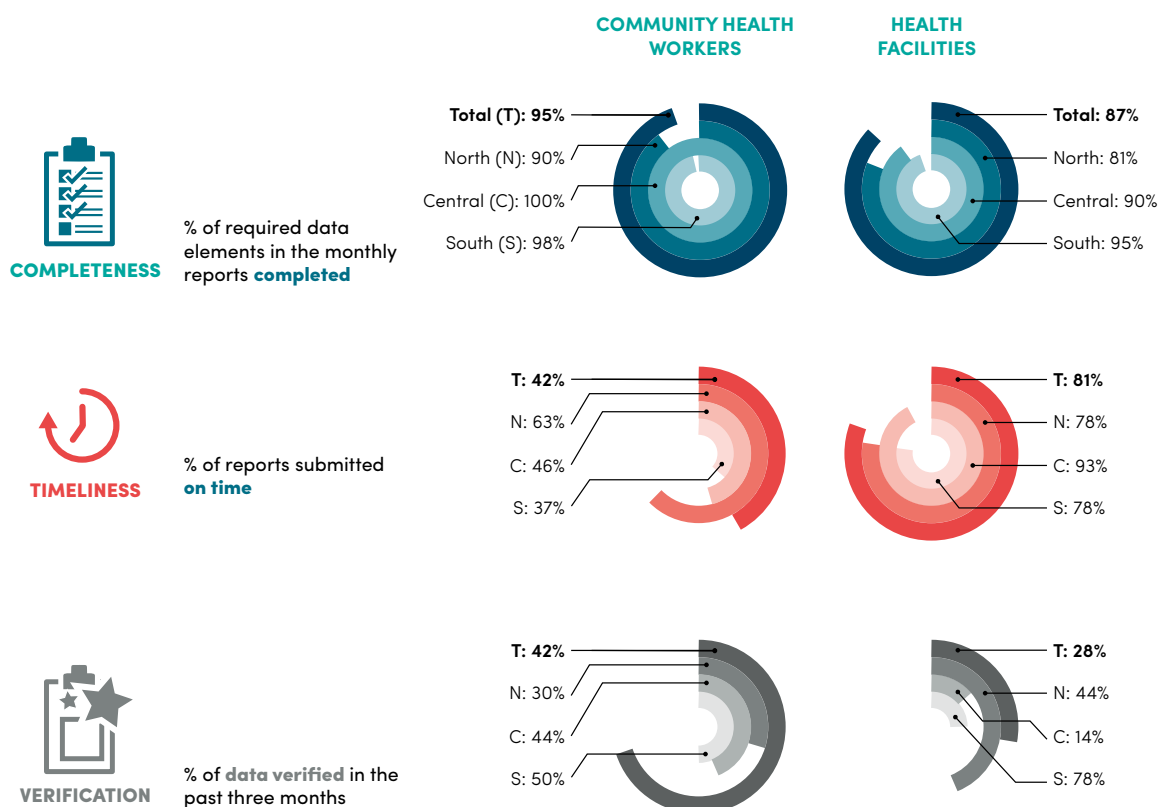 COMMUNITY HEALTH
WORKERS
HEALTH
FACILITIES
COMPLETENESS
% of required data
elements in the monthly
reports completed
Total (T): 95%
North (N): 90%
Central (C): 100%
South (S): 98%
Total: 87%
North: 81%
Central: 90%
South: 95%
TIMELINESS
% of reports submitted
on time
T: 42%
N: 63%
C: 46%
S: 37%
T: 81%
N: 78%
C: 93%
S: 78%
VERIFICATION
% of data verified in the
past three months
T: 42%
N: 30%
C: 44%
S: 50%
T: 28%
N: 44%
C: 14%
S: 78%